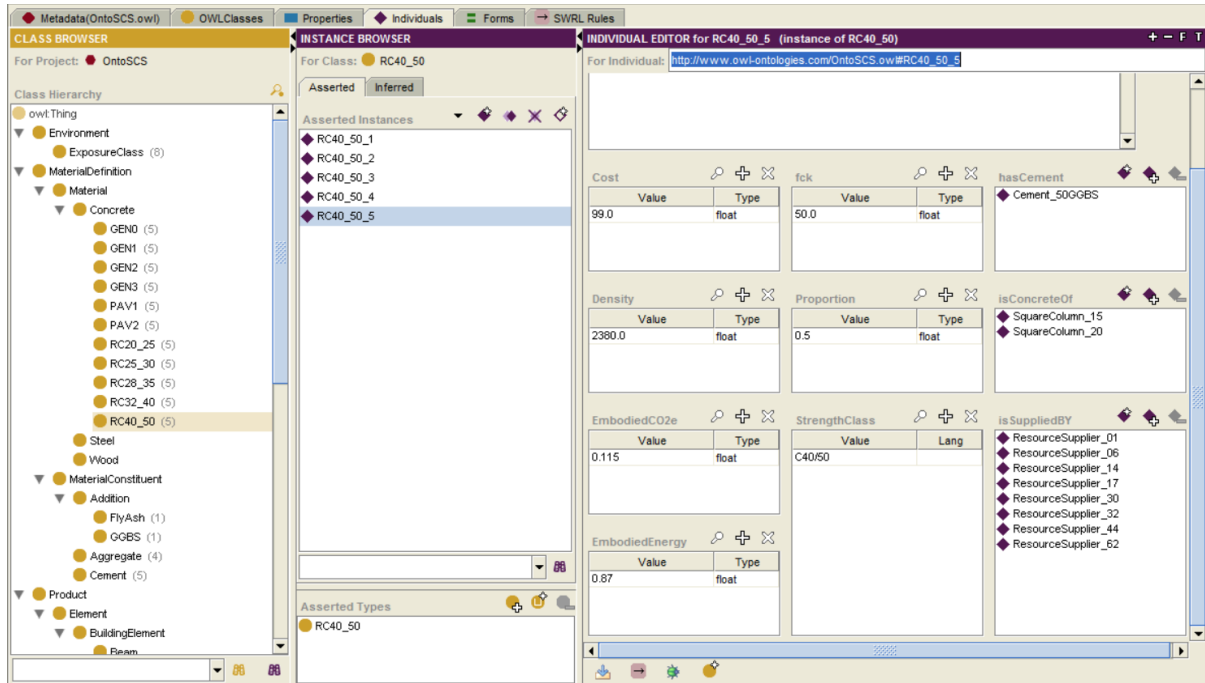 Metadata(OntoSCS.owl) OWLClasses Properties Individuals Forms SWRL Rules
CLASS BROWSER
For Project: OntoSCS
Class Hierarchy
owl:Thing
Environment
ExposureClass (8)
MaterialDefinition
Material
Concrete
GEN0 (5)
GEN1 (5)
GEN2 (5)
GEN3 (5)
PAV1 (5)
PAV2 (5)
RC20_25 (5)
RC25_30 (5)
RC28_35 (5)
RC32_40 (5)
RC40_50 (5)
Steel
Wood
MaterialConstituent
Addition
FlyAsh (1)
GGBS (1)
Aggregate (4)
Cement (5)
Product
Element
BuildingElement
Beam
INSTANCE BROWSER
For Class: RC40_50
Asserted Inferred
Asserted Instances
RC40_50_1
RC40_50_2
RC40_50_3
RC40_50_4
RC40_50_5
Asserted Types
RC40_50
INDIVIDUAL EDITOR for RC40_50_5 (instance of RC40_50) + − F T
For Individual: http://www.owl-ontologies.com/OntoSCS.owl#RC40_50_5
Cost
Value Type
99.0 float
fck
Value Type
50.0 float
hasCement
Cement_50GGBS
Density
Value Type
2380.0 float
Proportion
Value Type
0.5 float
isConcreteOf
SquareColumn_15
SquareColumn_20
EmbodiedCO2e
Value Type
0.115 float
StrengthClass
Value Lang
C40/50
isSuppliedBY
ResourceSupplier_01
ResourceSupplier_06
ResourceSupplier_14
ResourceSupplier_17
ResourceSupplier_30
ResourceSupplier_32
ResourceSupplier_44
ResourceSupplier_62
EmbodiedEnergy
Value Type
0.87 float